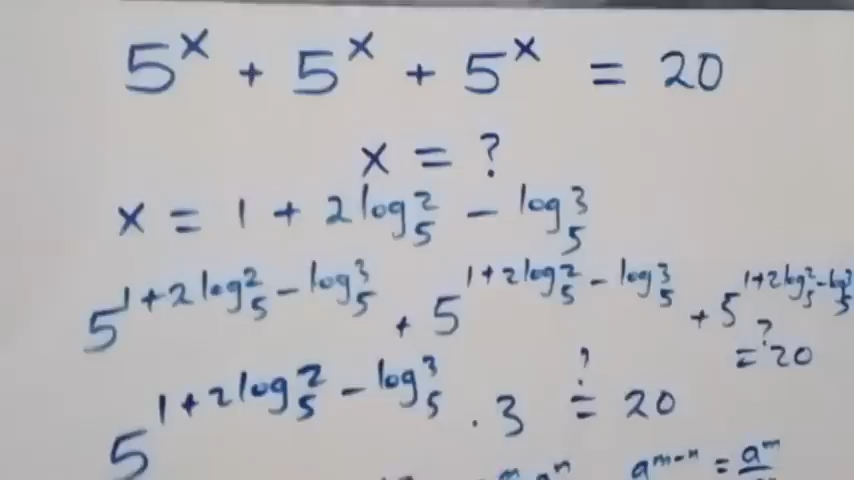 5^x + 5^x + 5^x = 20
x = ?
x = 1 + 2log_5^2 - log_5^3
5^(1+2log_5^2-log_5^3) + 5^(1+2log_5^2-log_5^3) + 5^(1+2log_5^2-log_5^3)
?
= 20
5^(1+2log_5^2-log_5^3) . 3 ?= 20
a^(m-n) = a^m